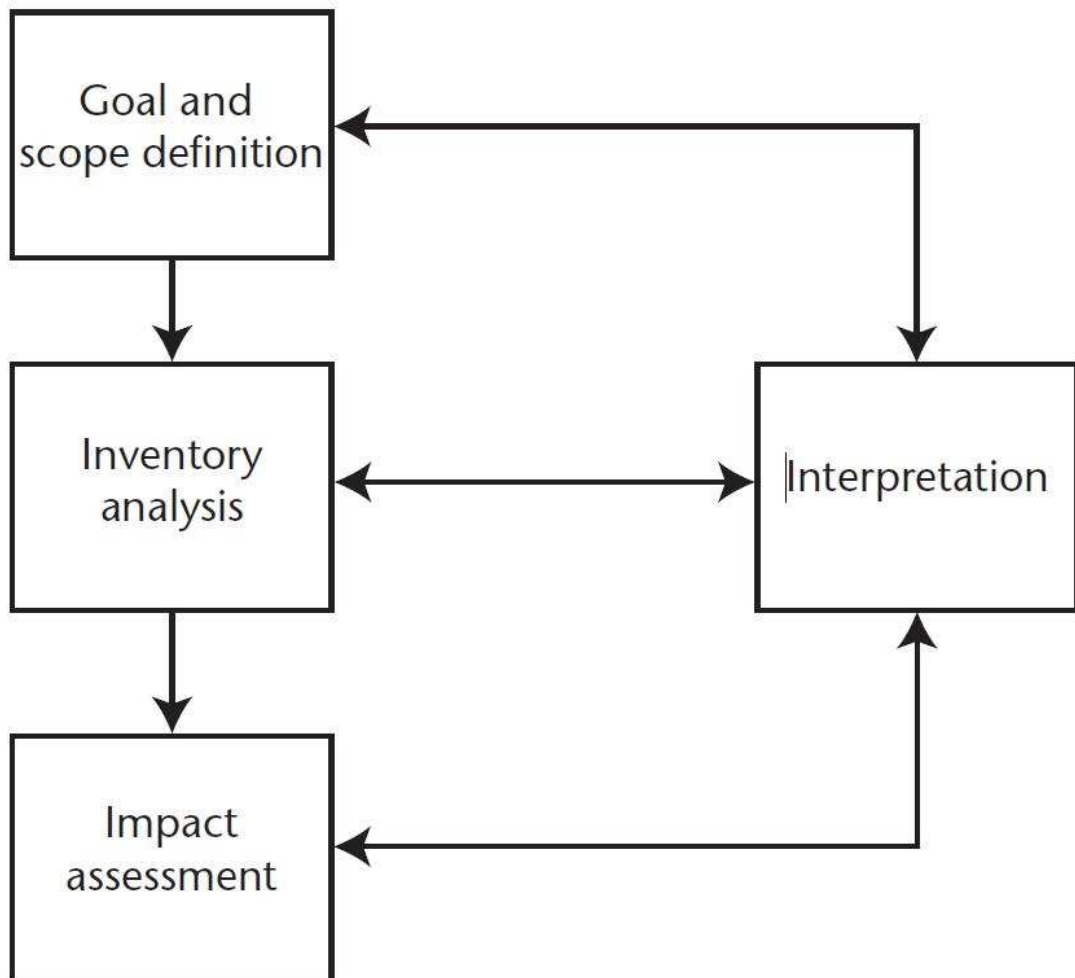 Goal and
scope definition
Inventory
analysis
Interpretation
Impact
assessment